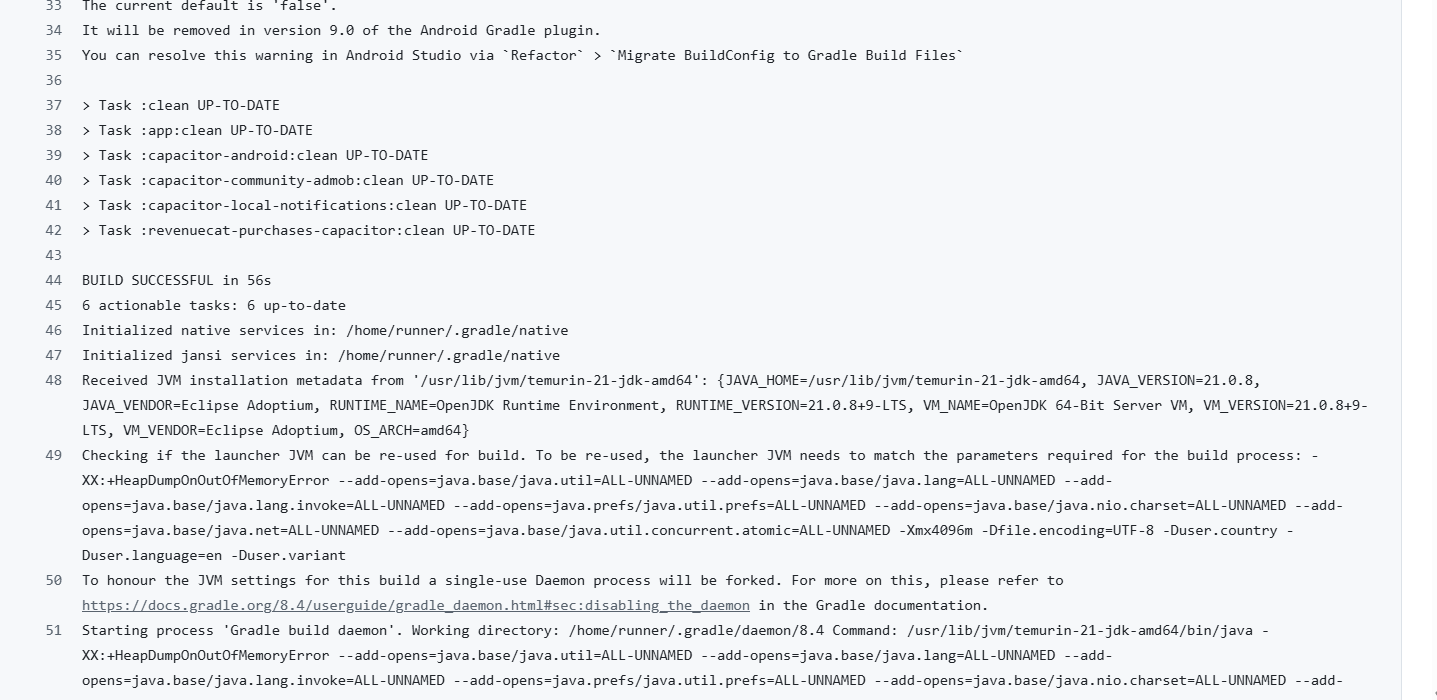 33 The current default is 'false'.
34 It will be removed in version 9.0 of the Android Gradle plugin.
35 You can resolve this warning in Android Studio via `Refactor` > `Migrate BuildConfig to Gradle Build Files`
36
37 > Task :clean UP-TO-DATE
38 > Task :app:clean UP-TO-DATE
39 > Task :capacitor-android:clean UP-TO-DATE
40 > Task :capacitor-community-admob:clean UP-TO-DATE
41 > Task :capacitor-local-notifications:clean UP-TO-DATE
42 > Task :revenuecat-purchases-capacitor:clean UP-TO-DATE
43
44 BUILD SUCCESSFUL in 56s
45 6 actionable tasks: 6 up-to-date
46 Initialized native services in: /home/runner/.gradle/native
47 Initialized jansi services in: /home/runner/.gradle/native
48 Received JVM installation metadata from '/usr/lib/jvm/temurin-21-jdk-amd64': {JAVA_HOME=/usr/lib/jvm/temurin-21-jdk-amd64, JAVA_VERSION=21.0.8,
JAVA_VENDOR=Eclipse Adoptium, RUNTIME_NAME=OpenJDK Runtime Environment, RUNTIME_VERSION=21.0.8+9-LTS, VM_NAME=OpenJDK 64-Bit Server VM, VM_VERSION=21.0.8+9-
LTS, VM_VENDOR=Eclipse Adoptium, OS_ARCH=amd64}
49 Checking if the launcher JVM can be re-used for build. To be re-used, the launcher JVM needs to match the parameters required for the build process: -
XX:+HeapDumpOnOutOfMemoryError --add-opens=java.base/java.util=ALL-UNNAMED --add-opens=java.base/java.lang=ALL-UNNAMED --add-
opens=java.base/java.lang.invoke=ALL-UNNAMED --add-opens=java.prefs/java.util.prefs=ALL-UNNAMED --add-opens=java.base/java.nio.charset=ALL-UNNAMED --add-
opens=java.base/java.net=ALL-UNNAMED --add-opens=java.base/java.util.concurrent.atomic=ALL-UNNAMED -Xmx4096m -Dfile.encoding=UTF-8 -Duser.country -
Duser.language=en -Duser.variant
50 To honour the JVM settings for this build a single-use Daemon process will be forked. For more on this, please refer to
https://docs.gradle.org/8.4/userguide/gradle_daemon.html#sec:disabling_the_daemon in the Gradle documentation.
51 Starting process 'Gradle build daemon'. Working directory: /home/runner/.gradle/daemon/8.4 Command: /usr/lib/jvm/temurin-21-jdk-amd64/bin/java -
XX:+HeapDumpOnOutOfMemoryError --add-opens=java.base/java.util=ALL-UNNAMED --add-opens=java.base/java.lang=ALL-UNNAMED --add-
opens=java.base/java.lang.invoke=ALL-UNNAMED --add-opens=java.prefs/java.util.prefs=ALL-UNNAMED --add-opens=java.base/java.nio.charset=ALL-UNNAMED --add-